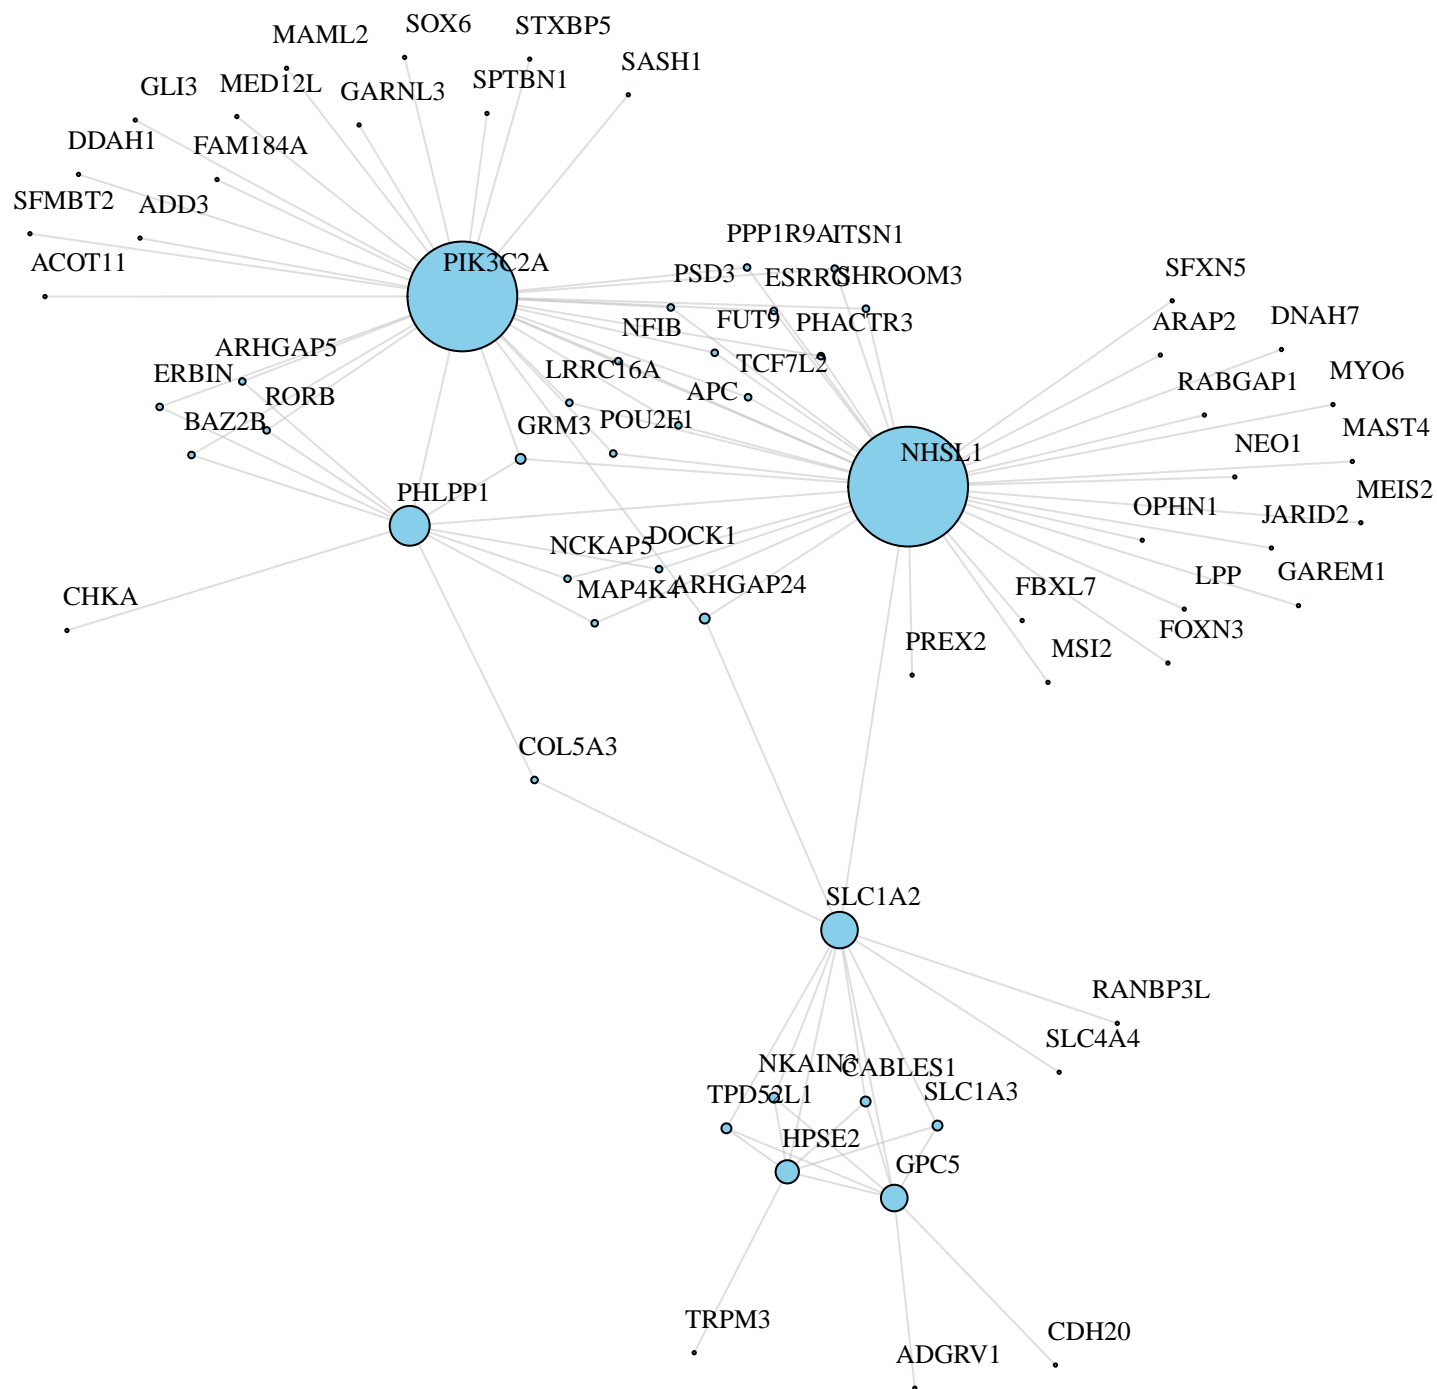 SOX6
STXBP5
MAML2
SASH1
GLI3
MED12L
GARNL3
SPTBN1
DDAH1
FAM184A
SFMBT2
ADD3
ACOT11
PIK3C2A
PPP1R9A
ITSN1
PSD3
ESRRG
SHROOM3
SFXN5
NFIB
FUT9
PHACTR3
ARAP2
DNAH7
ARHGAP5
ERBIN
LRRC16A
TCF7L2
RABGAP1
MYO6
RORB
APC
BAZ2B
GRM3
POU2F1
NHSL1
NEO1
MAST4
PHLPP1
OPHN1
JARID2
MEIS2
NCKAP5
DOCK1
CHKA
MAP4K4
ARHGAP24
FBXL7
LPP
GAREM1
PREX2
MSI2
FOXN3
COL5A3
SLC1A2
RANBP3L
SLC4A4
NKAIN3
CABLES1
TPD52L1
SLC1A3
HPSE2
GPC5
TRPM3
ADGRV1
CDH20